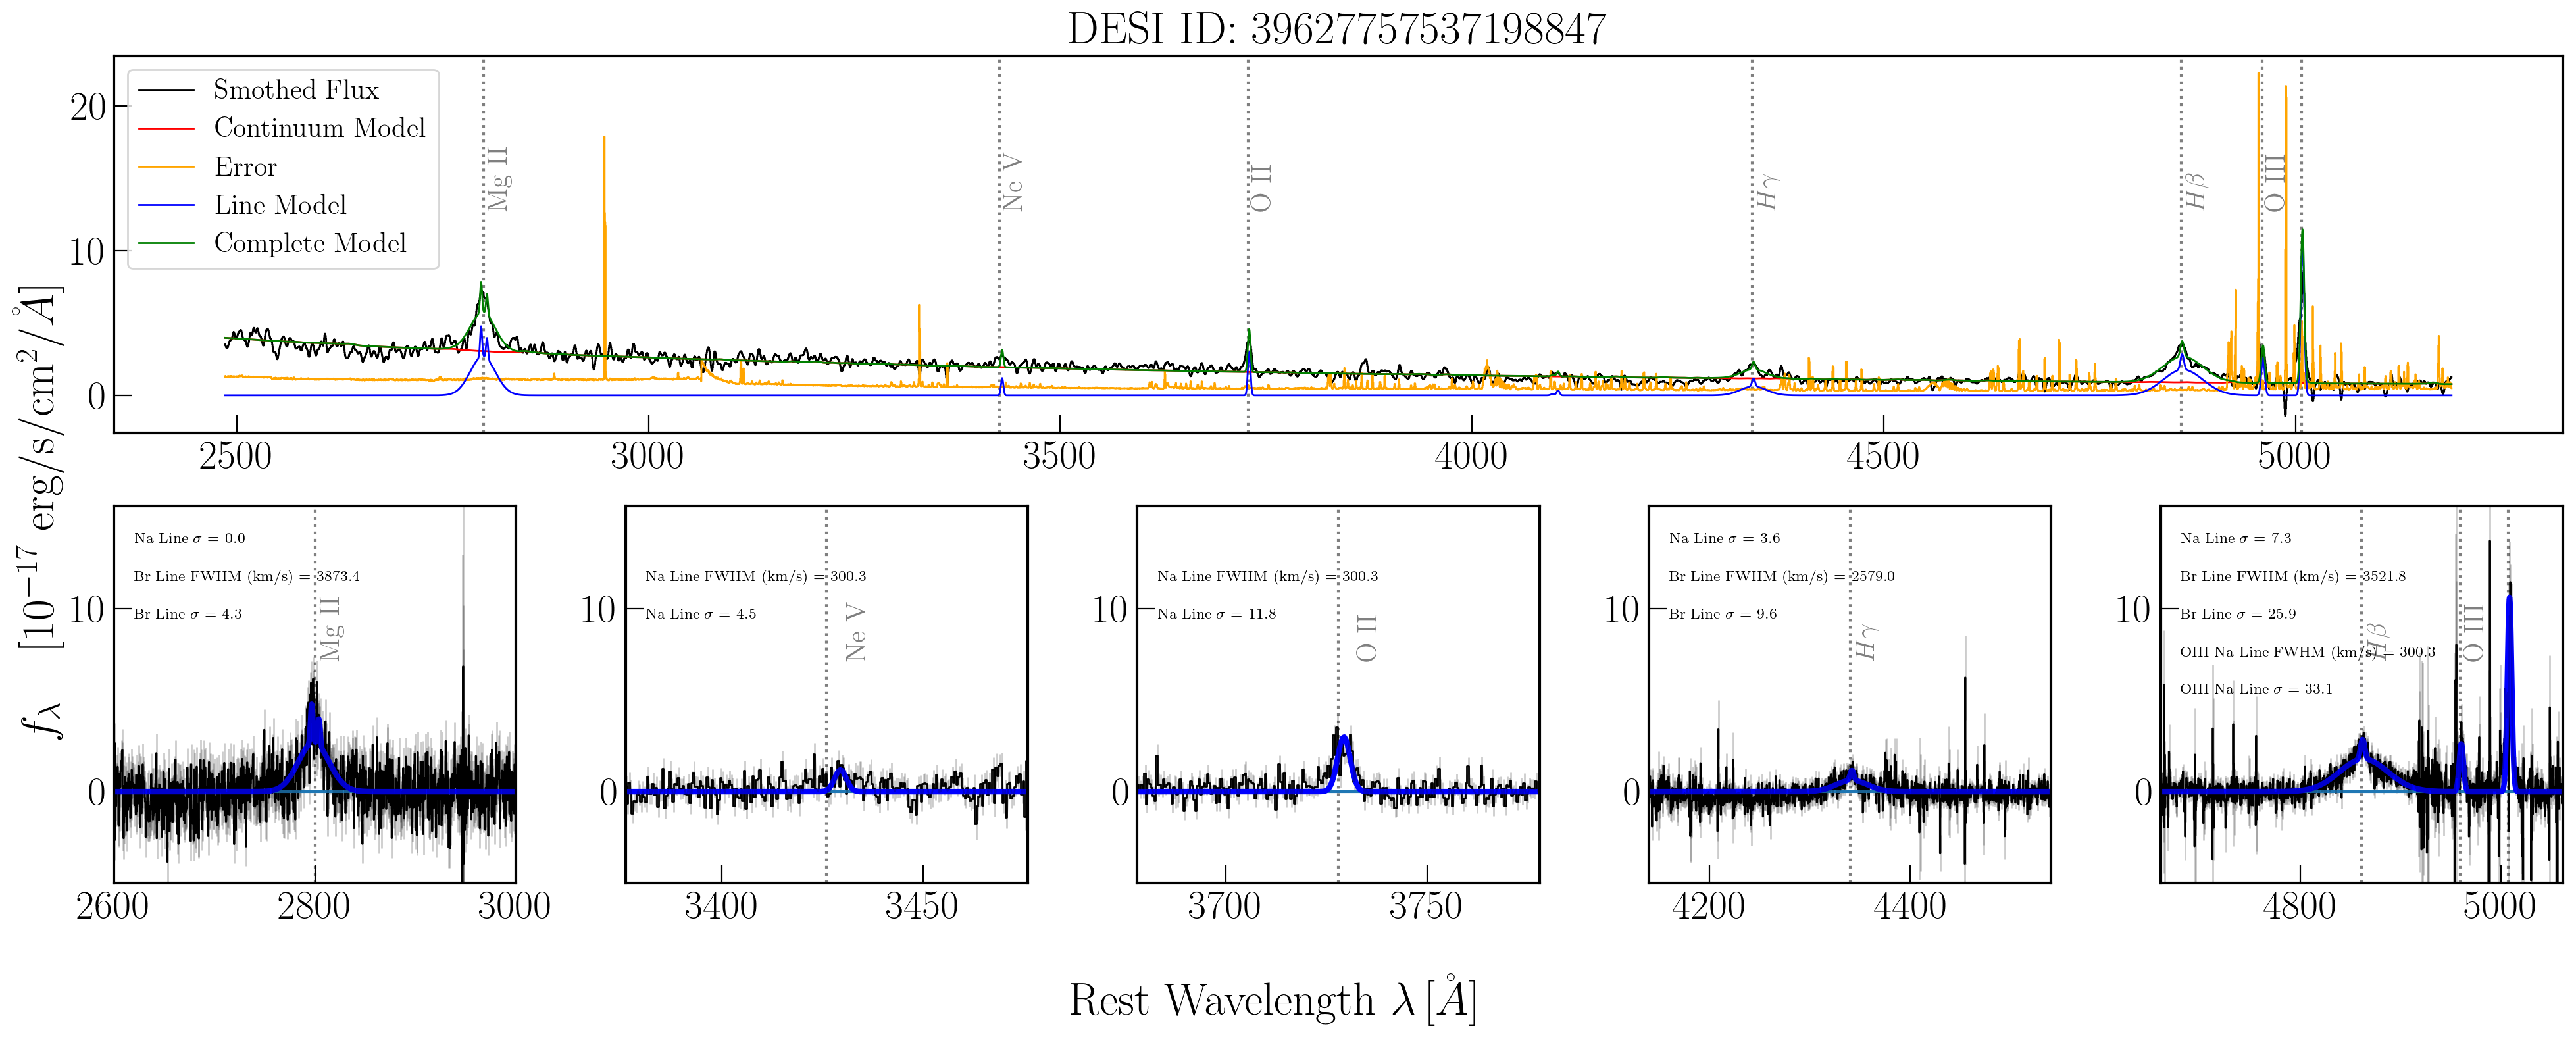 DESI ID: 39627757537198847
Smothed Flux
Continuum Model
Error
Line Model
Complete Model
Mg II
Ne V
O II
Hγ
Hβ
O III
20
10
0
2500 3000 3500 4000 4500 5000
f_λ [10^{-17} erg/s/cm^2/Å]
Na Line σ = 0.0
Br Line FWHM (km/s) = 3873.4
Br Line σ = 4.3
Mg II
10
0
2600 2800 3000
Na Line FWHM (km/s) = 300.3
Na Line σ = 4.5
Ne V
10
0
3400 3450
Na Line FWHM (km/s) = 300.3
Na Line σ = 11.8
O II
10
0
3700 3750
Na Line σ = 3.6
Br Line FWHM (km/s) = 2579.0
Br Line σ = 9.6
Hγ
10
0
4200 4400
Na Line σ = 7.3
Br Line FWHM (km/s) = 3521.8
Br Line σ = 25.9
OIII Na Line FWHM (km/s) = 300.3
OIII Na Line σ = 33.1
Hβ
O III
10
0
4800 5000
Rest Wavelength λ [Å]